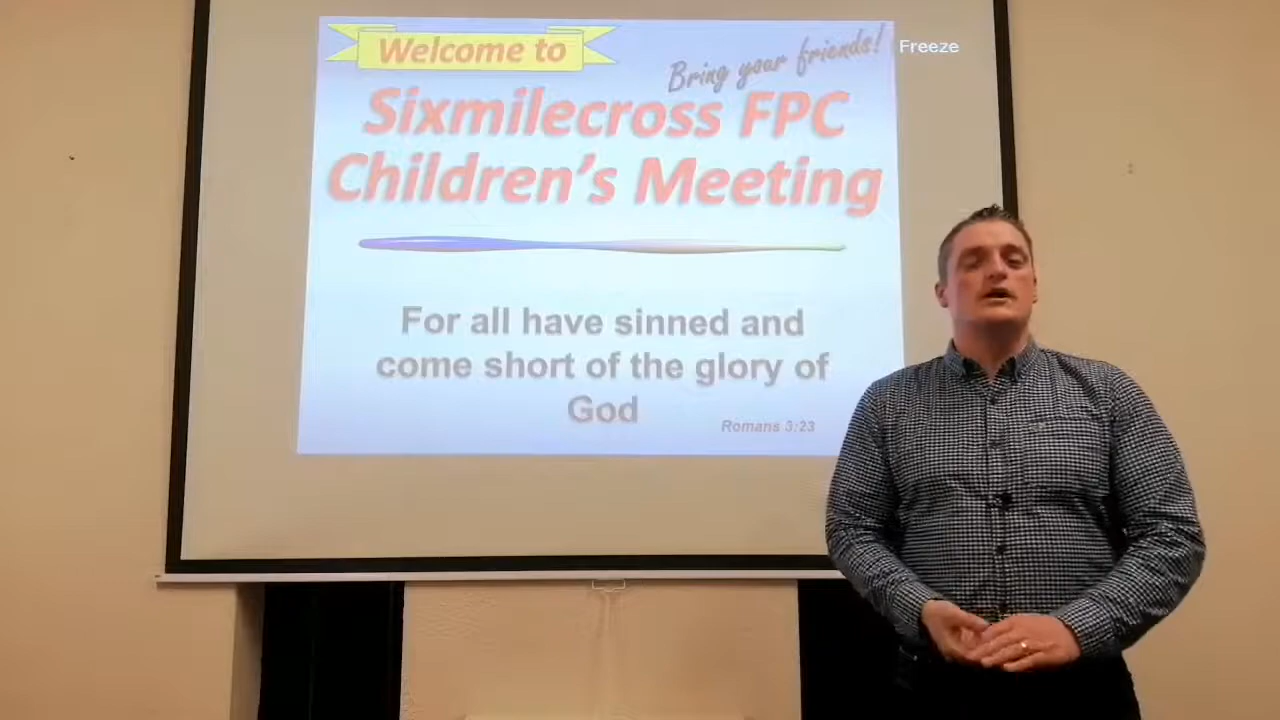 Welcome to
Bring your friends!
Freeze
Sixmilecross FPC
Children's Meeting
For all have sinned and
come short of the glory of
God
Romans 3:23